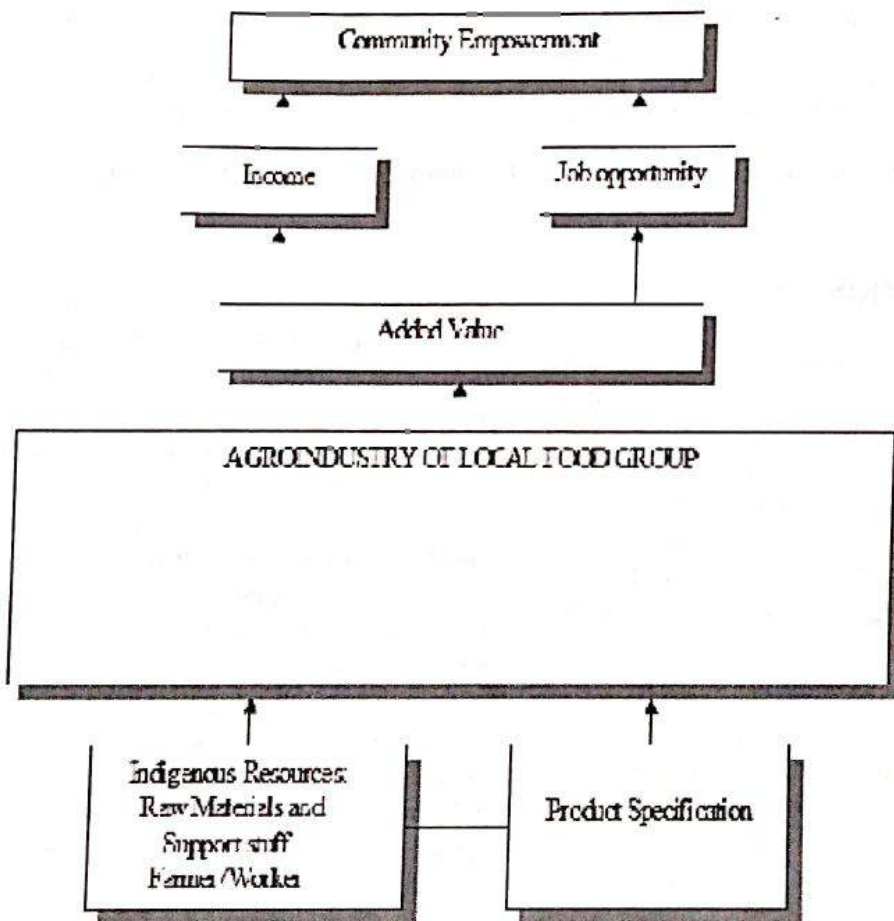 Community Empowerment
Income
Job opportunity
Added Value
AGROINDUSTRY OF LOCAL FOOD GROUP
Indigenous Resources:
Raw Materials and
Support stuff
Farmer/Worker
Product Specification